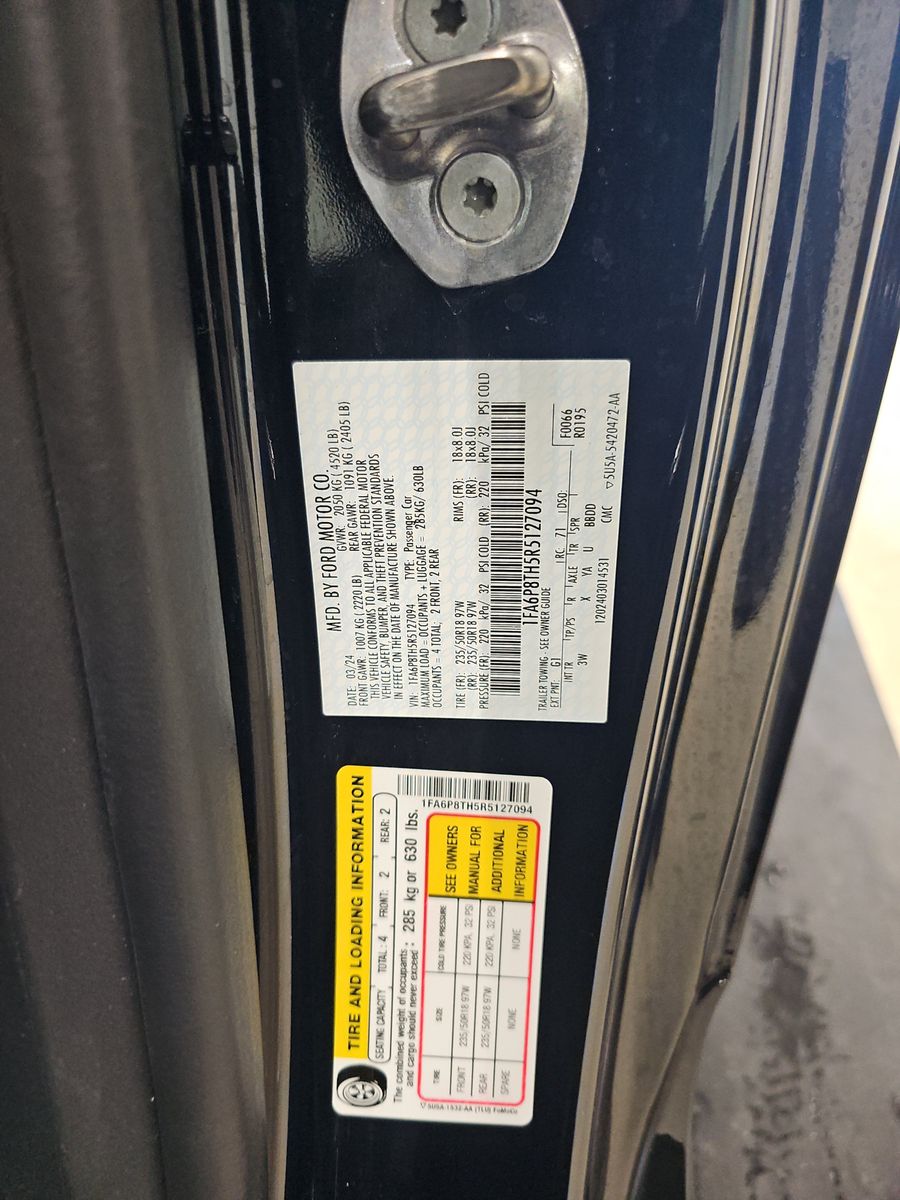 MFD. BY FORD MOTOR CO.
DATE: 03/24 GVWR: 2050 KG ( 4520 LB)
FRONT GAWR: 1007 KG ( 2220 LB) REAR GAWR: 1091 KG ( 2405 LB)
THIS VEHICLE CONFORMS TO ALL APPLICABLE FEDERAL MOTOR
VEHICLE SAFETY, BUMPER, AND THEFT PREVENTION STANDARDS
IN EFFECT ON THE DATE OF MANUFACTURE SHOWN ABOVE.
VIN: 1FA6P8TH5R5127094 TYPE: Passenger Car
MAXIMUM LOAD = OCCUPANTS + LUGGAGE = 285KG/ 630LB
OCCUPANTS = 4 TOTAL: 2 FRONT, 2 REAR
TIRE (FR): 235/50R18 97W RIMS (FR): 18x8.0J
(RR): 235/50R18 97W (RR): 18x8.0J
PRESSURE (FR): 220 kPa/ 32 PSI COLD (RR): 220 kPa/ 32 PSI COLD
1FA6P8TH5R5127094
TRAILER TOWING - SEE OWNER GUIDE
F0066
R0195
EXT PNT: G1 RC: 71 DSO:
INT TR TP/PS R AXLE TR SPR
3W X YA U BBDD
1202403014531 CMC 5U5A-5420472-AA
TIRE AND LOADING INFORMATION
SEATING CAPACITY TOTAL: 4 FRONT: 2 REAR: 2
The combined weight of occupants
and cargo should never exceed : 285 kg or 630 lbs.
1FA6P8TH5R5127094
TIRE SIZE COLD TIRE PRESSURE
FRONT 235/50R18 97W 220 KPA, 32 PSI
REAR 235/50R18 97W 220 KPA, 32 PSI
SPARE NONE NONE
SEE OWNERS
MANUAL FOR
ADDITIONAL
INFORMATION
5U5A-1532-AA (TLU) FoMoCo